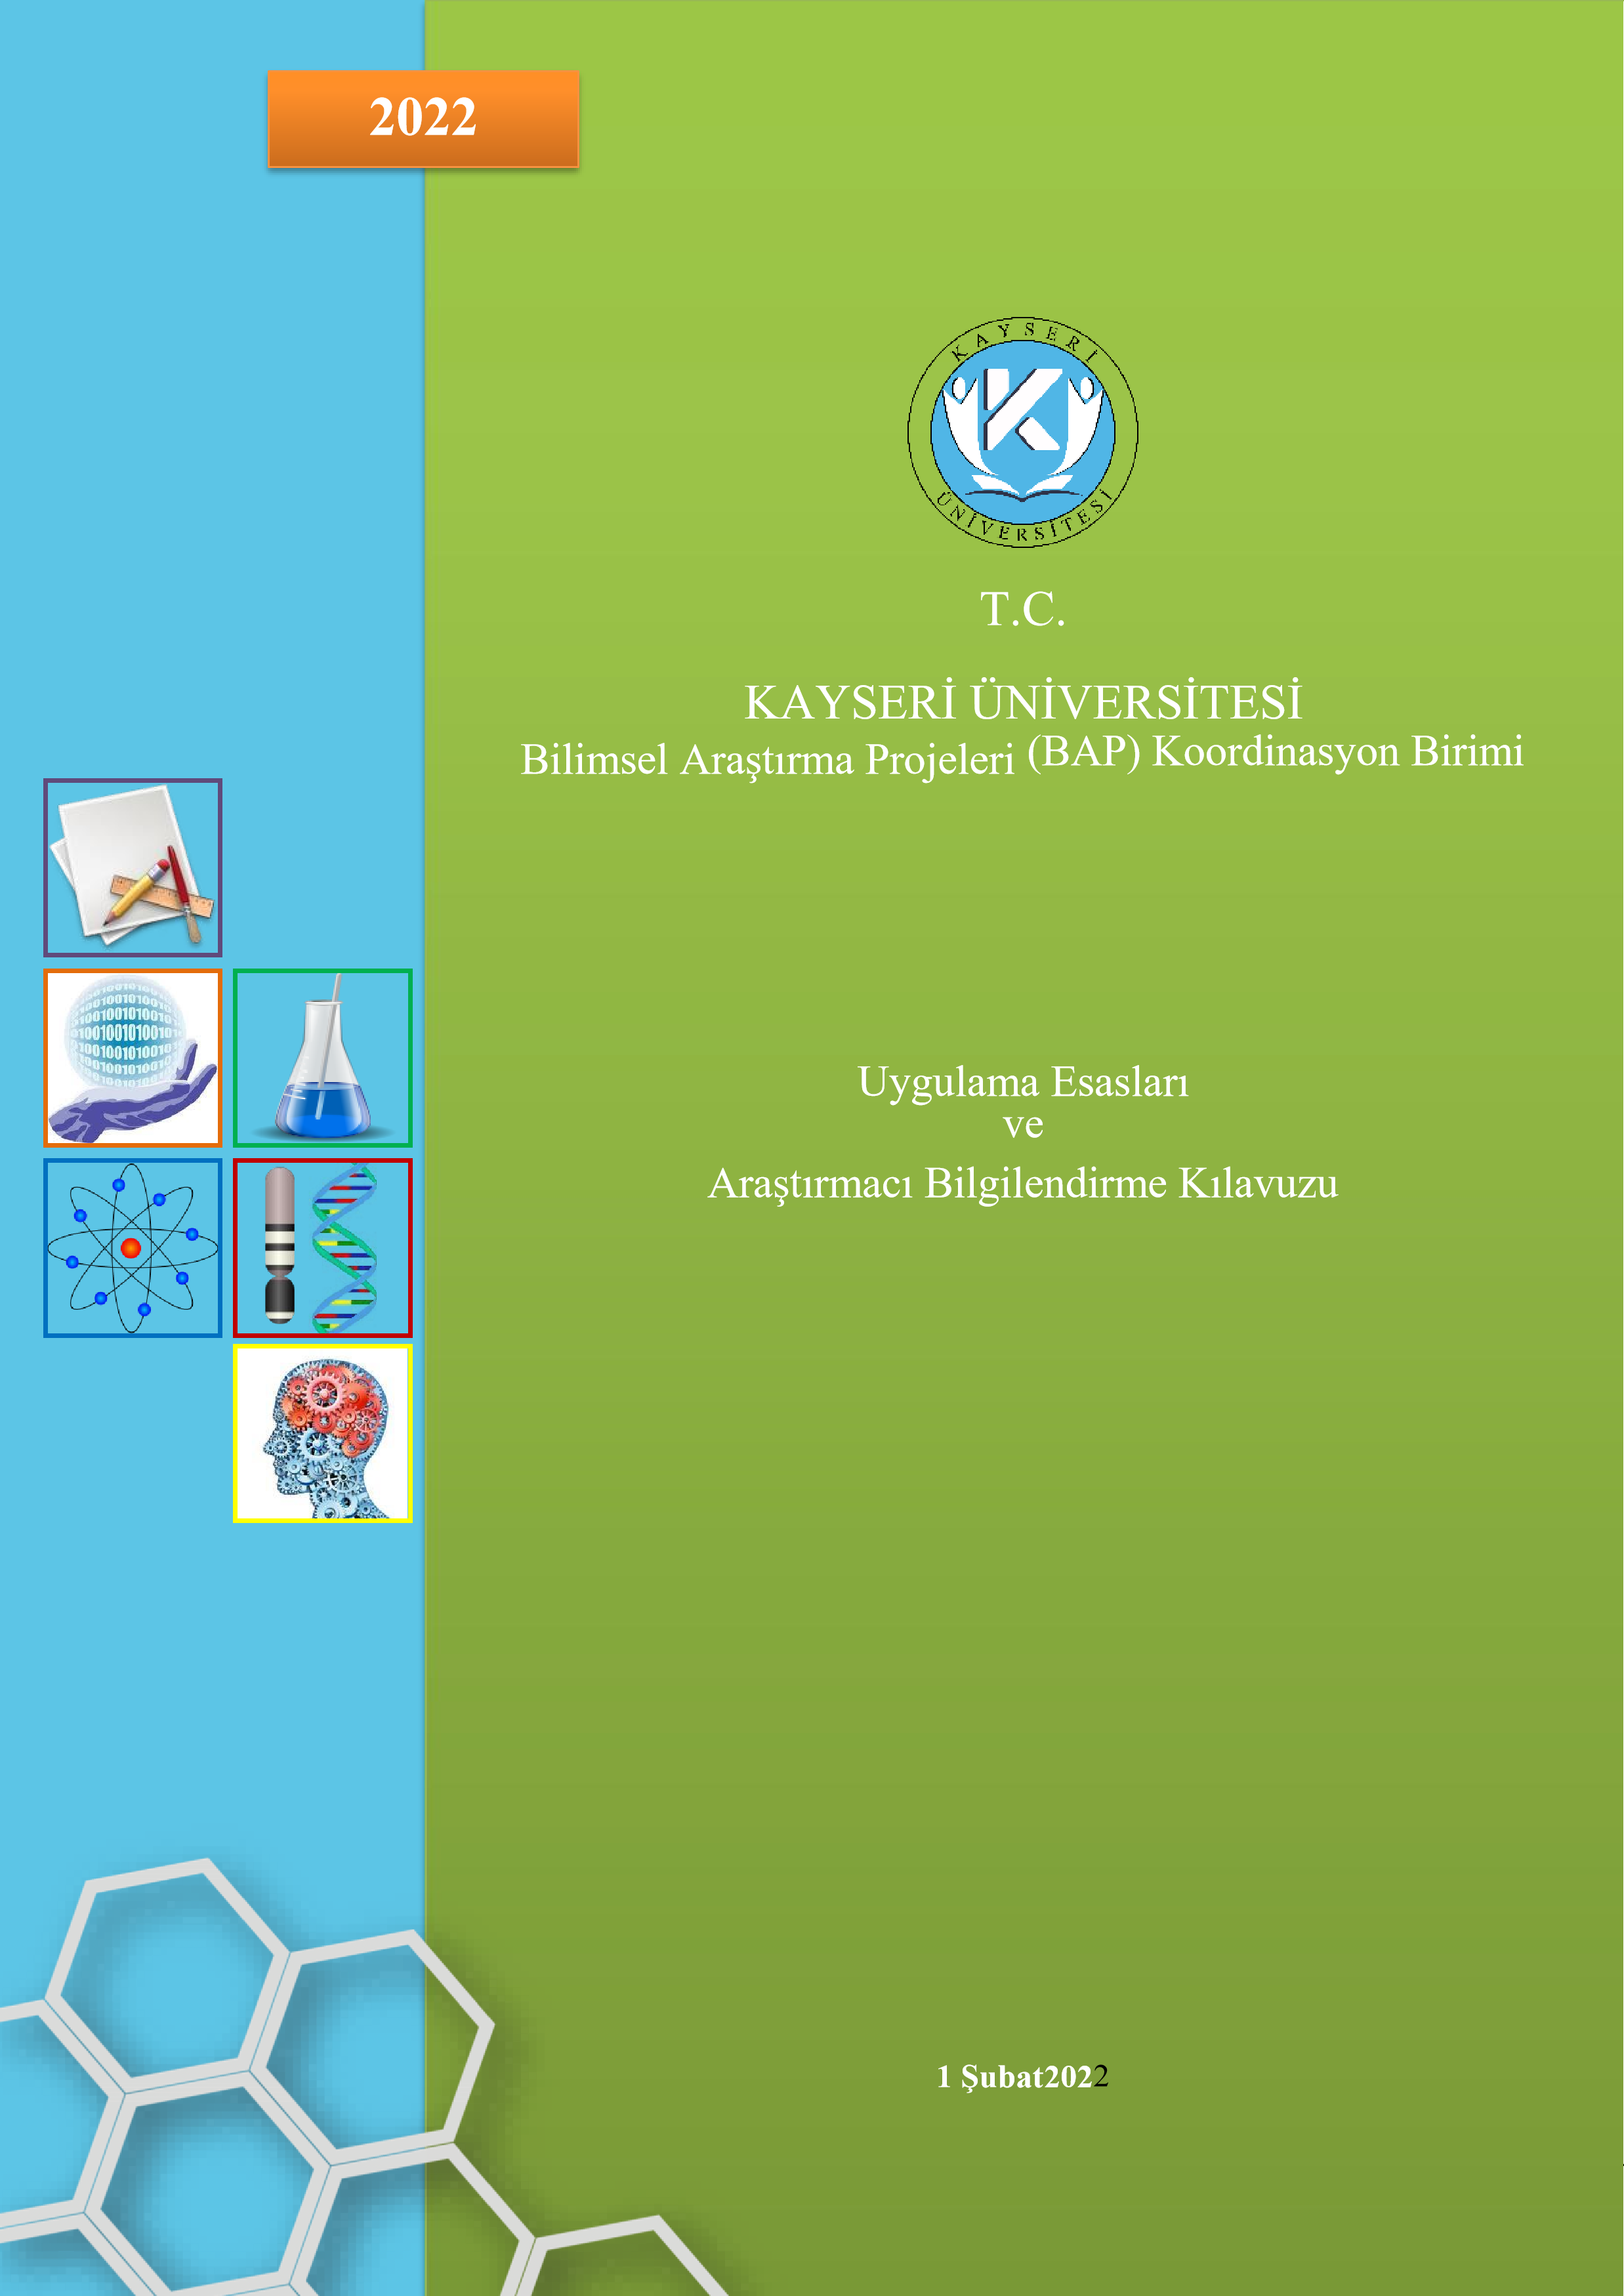 2022
KAYSERİ
ÜNİVERSİTESİ
T.C.
KAYSERİ ÜNİVERSİTESİ
Bilimsel Araştırma Projeleri (BAP) Koordinasyon Birimi
Uygulama Esasları
ve
Araştırmacı Bilgilendirme Kılavuzu
1 Şubat2022